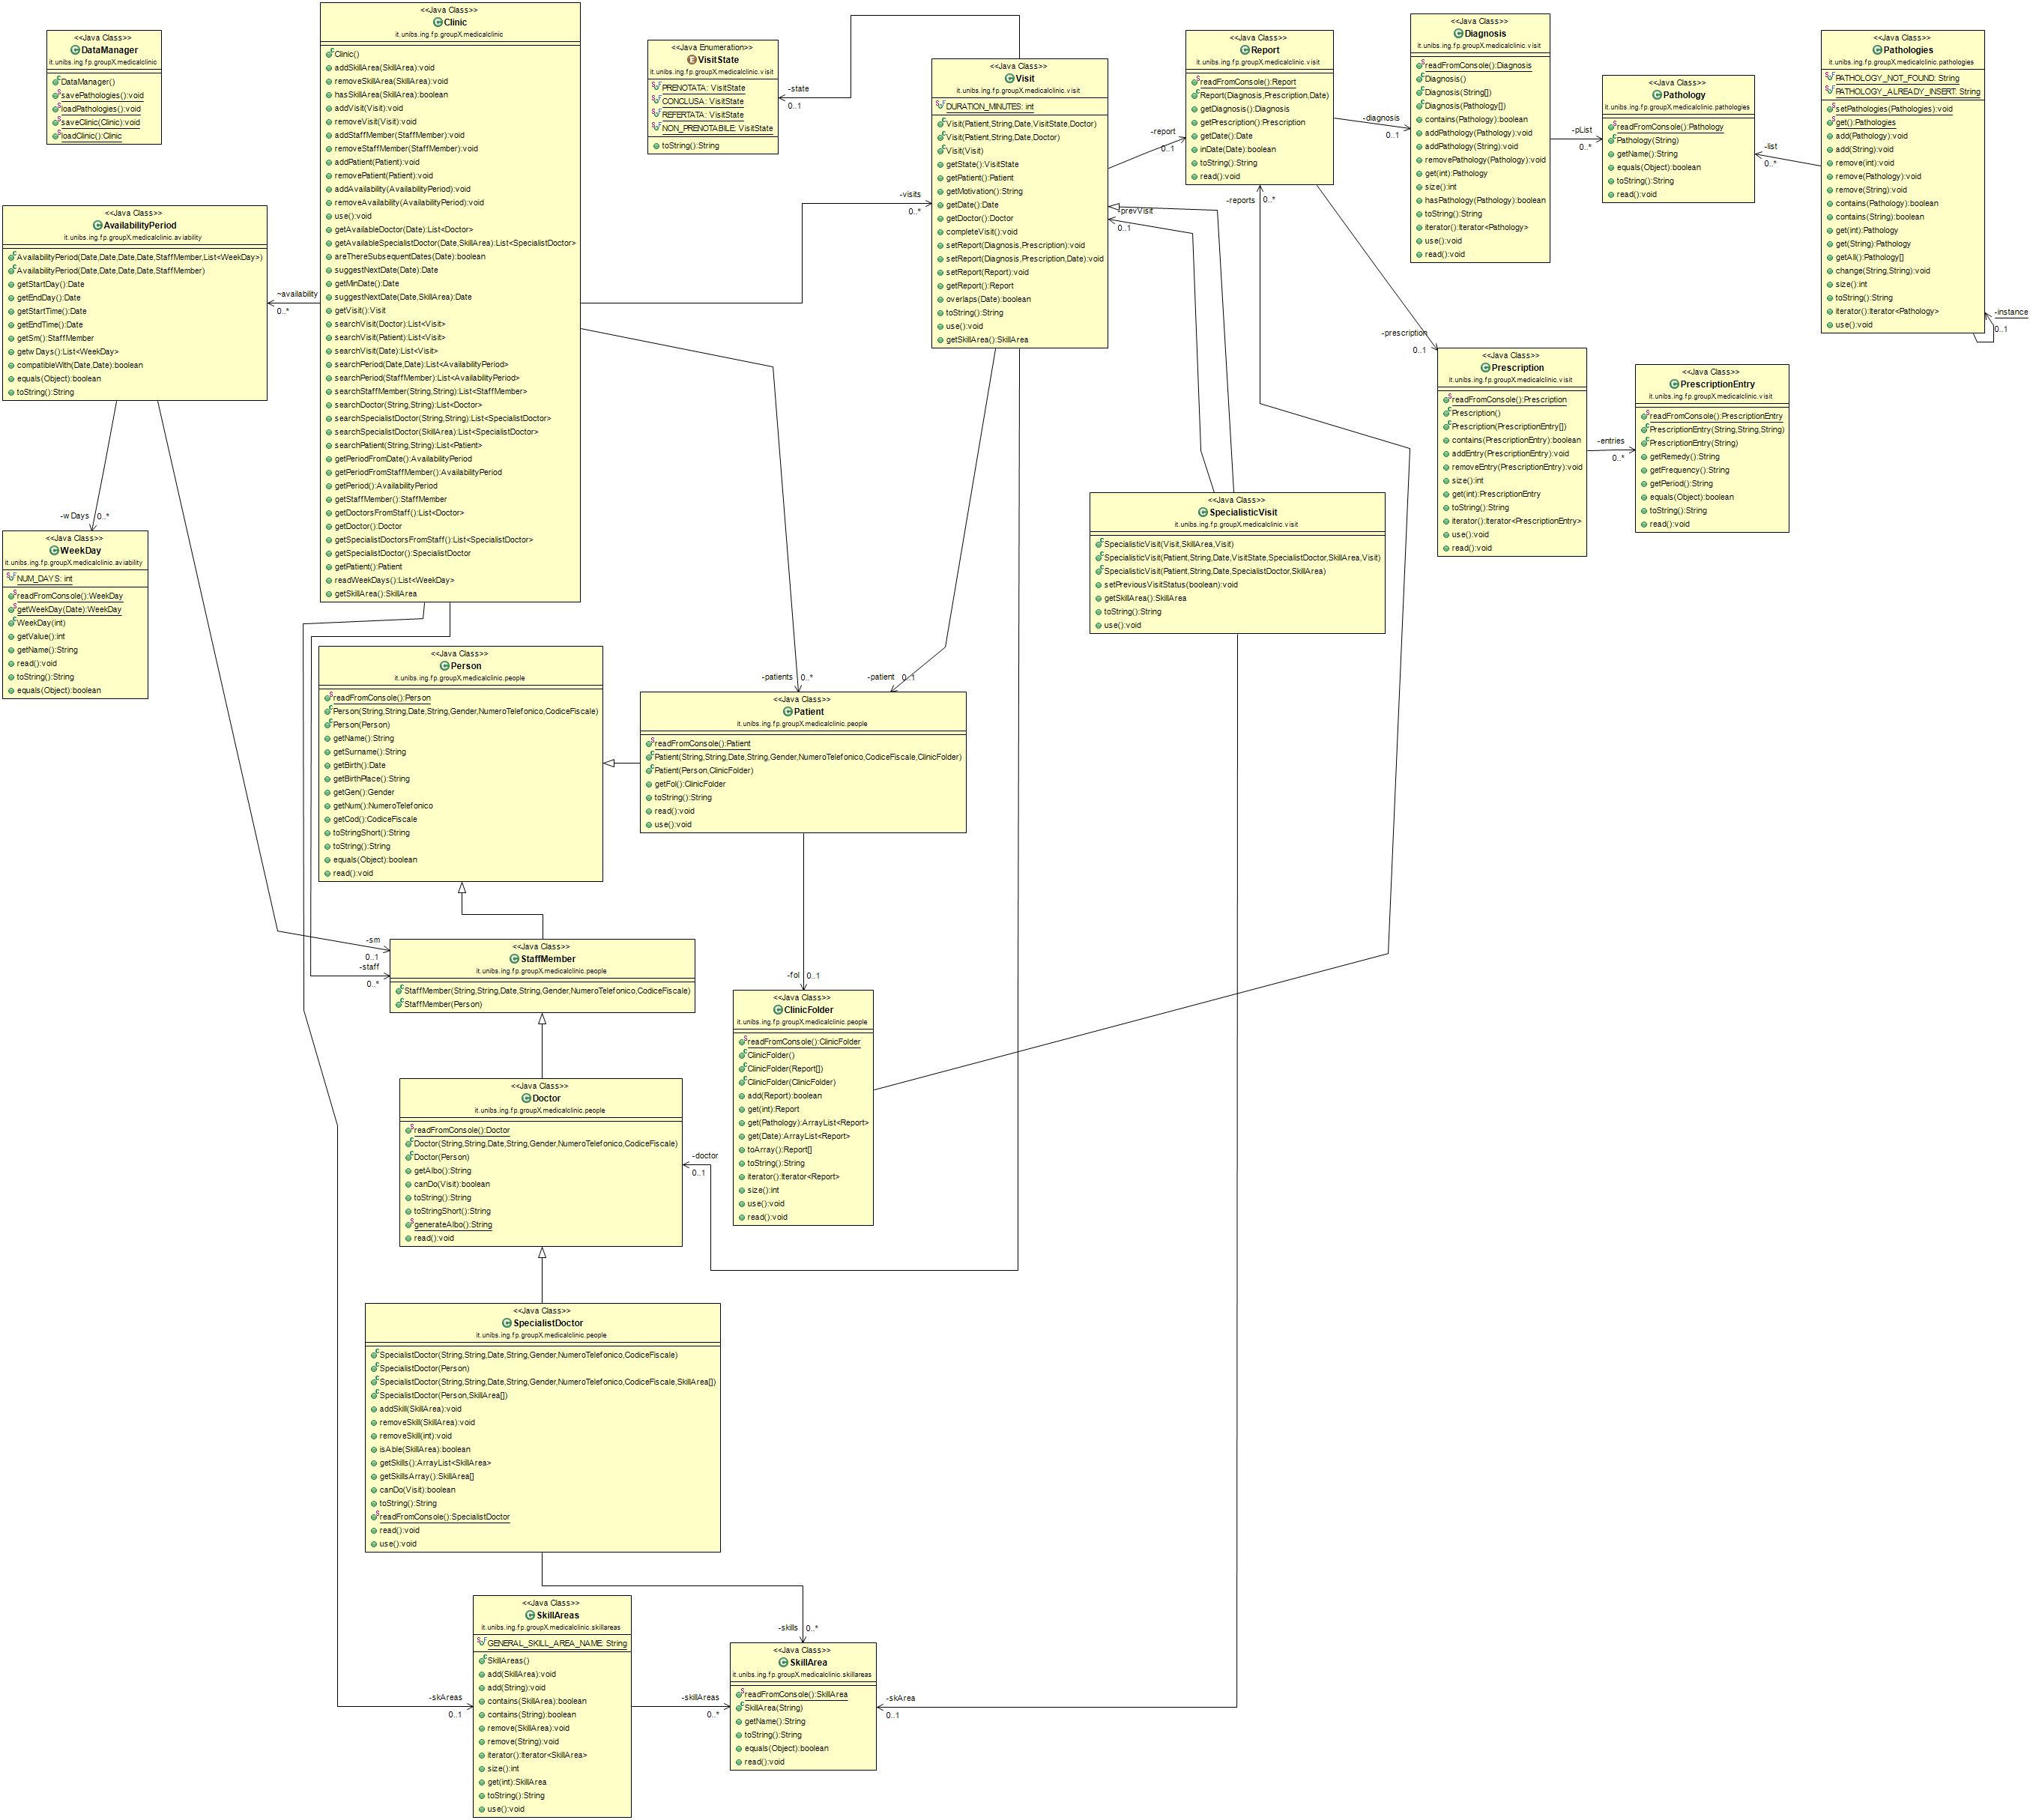 <<Java Class>>
DataManager
it.unibs.ing.fp.groupX.medicalclinic
DataManager()
savePathologies():void
loadPathologies():void
saveClinic(Clinic):void
loadClinic():Clinic
<<Java Class>>
Clinic
it.unibs.ing.fp.groupX.medicalclinic
Clinic()
addSkillArea(SkillArea):void
removeSkillArea(SkillArea):void
hasSkillArea(SkillArea):boolean
addVisit(Visit):void
removeVisit(Visit):void
addStaffMember(StaffMember):void
removeStaffMember(StaffMember):void
addPatient(Patient):void
removePatient(Patient):void
addAvailability(AvailabilityPeriod):void
removeAvailability(AvailabilityPeriod):void
use():void
getAvailableDoctor(Date):List<Doctor>
getAvailableSpecialistDoctor(Date,SkillArea):List<SpecialistDoctor>
areThereSubsequentDates(Date):boolean
suggestNextDate(Date):Date
getMinDate():Date
suggestNextDate(Date,SkillArea):Date
getVisit():Visit
searchVisit(Doctor):List<Visit>
searchVisit(Patient):List<Visit>
searchVisit(Date):List<Visit>
searchPeriod(Date,Date):List<AvailabilityPeriod>
searchPeriod(StaffMember):List<AvailabilityPeriod>
searchStaffMember(String,String):List<StaffMember>
searchDoctor(String,String):List<Doctor>
searchSpecialistDoctor(String,String):List<SpecialistDoctor>
searchSpecialistDoctor(SkillArea):List<SpecialistDoctor>
searchPatient(String,String):List<Patient>
getPeriodFromDate():AvailabilityPeriod
getPeriodFromStaffMember():AvailabilityPeriod
getPeriod():AvailabilityPeriod
getStaffMember():StaffMember
getDoctorsFromStaff():List<Doctor>
getDoctor():Doctor
getSpecialistDoctorsFromStaff():List<SpecialistDoctor>
getSpecialistDoctor():SpecialistDoctor
getPatient():Patient
readWeekDays():List<WeekDay>
getSkillArea():SkillArea
<<Java Enumeration>>
VisitState
it.unibs.ing.fp.groupX.medicalclinic.visit
PRENOTATA: VisitState
CONCLUSA: VisitState
REFERTATA: VisitState
NON_PRENOTABILE: VisitState
toString():String
-state
0..1
<<Java Class>>
Visit
it.unibs.ing.fp.groupX.medicalclinic.visit
DURATION_MINUTES: int
Visit(Patient,String,Date,VisitState,Doctor)
Visit(Patient,String,Date,Doctor)
Visit(Visit)
getState():VisitState
getPatient():Patient
getMotivation():String
getDate():Date
getDoctor():Doctor
completeVisit():void
setReport(Diagnosis,Prescription):void
setReport(Diagnosis,Prescription,Date):void
setReport(Report):void
getReport():Report
overlaps(Date):boolean
toString():String
use():void
getSkillArea():SkillArea
-report
0..1
<<Java Class>>
Report
it.unibs.ing.fp.groupX.medicalclinic.visit
readFromConsole():Report
Report(Diagnosis,Prescription,Date)
getDiagnosis():Diagnosis
getPrescription():Prescription
getDate():Date
inDate(Date):boolean
toString():String
read():void
-diagnosis
0..1
<<Java Class>>
Diagnosis
it.unibs.ing.fp.groupX.medicalclinic.visit
readFromConsole():Diagnosis
Diagnosis()
Diagnosis(String[])
Diagnosis(Pathology[])
contains(Pathology):boolean
addPathology(Pathology):void
addPathology(String):void
removePathology(Pathology):void
get(int):Pathology
size():int
hasPathology(Pathology):boolean
toString():String
iterator():Iterator<Pathology>
use():void
read():void
-pList
0..*
<<Java Class>>
Pathology
it.unibs.ing.fp.groupX.medicalclinic.pathologies
readFromConsole():Pathology
Pathology(String)
getName():String
equals(Object):boolean
toString():String
read():void
-list
0..*
<<Java Class>>
Pathologies
it.unibs.ing.fp.groupX.medicalclinic.pathologies
PATHOLOGY_NOT_FOUND: String
PATHOLOGY_ALREADY_INSERT: String
setPathologies(Pathologies):void
get():Pathologies
add(Pathology):void
add(String):void
remove(int):void
remove(Pathology):void
remove(String):void
contains(Pathology):boolean
contains(String):boolean
get(int):Pathology
get(String):Pathology
getAll():Pathology[]
change(String,String):void
size():int
toString():String
iterator():Iterator<Pathology>
use():void
-instance
0..1
<<Java Class>>
AvailabilityPeriod
it.unibs.ing.fp.groupX.medicalclinic.aviability
AvailabilityPeriod(Date,Date,Date,Date,StaffMember,List<WeekDay>)
AvailabilityPeriod(Date,Date,Date,Date,StaffMember)
getStartDay():Date
getEndDay():Date
getStartTime():Date
getEndTime():Date
getSm():StaffMember
getwDays():List<WeekDay>
compatibleWith(Date,Date):boolean
equals(Object):boolean
toString():String
~availability
0..*
-visits
0..*
-prevVisit
0..1
-reports
0..*
-prescription
0..1
<<Java Class>>
Prescription
it.unibs.ing.fp.groupX.medicalclinic.visit
readFromConsole():Prescription
Prescription()
Prescription(PrescriptionEntry[])
contains(PrescriptionEntry):boolean
addEntry(PrescriptionEntry):void
removeEntry(PrescriptionEntry):void
size():int
get(int):PrescriptionEntry
toString():String
iterator():Iterator<PrescriptionEntry>
use():void
read():void
-entries
0..*
<<Java Class>>
PrescriptionEntry
it.unibs.ing.fp.groupX.medicalclinic.visit
readFromConsole():PrescriptionEntry
PrescriptionEntry(String,String,String)
PrescriptionEntry(String)
getRemedy():String
getFrequency():String
getPeriod():String
equals(Object):boolean
toString():String
read():void
-wDays
0..*
<<Java Class>>
WeekDay
it.unibs.ing.fp.groupX.medicalclinic.aviability
NUM_DAYS: int
readFromConsole():WeekDay
getWeekDay(Date):WeekDay
WeekDay(int)
getValue():int
getName():String
read():void
toString():String
equals(Object):boolean
<<Java Class>>
SpecialisticVisit
it.unibs.ing.fp.groupX.medicalclinic.visit
SpecialisticVisit(Visit,SkillArea,Visit)
SpecialisticVisit(Patient,String,Date,VisitState,SpecialistDoctor,SkillArea,Visit)
SpecialisticVisit(Patient,String,Date,SpecialistDoctor,SkillArea)
setPreviousVisitStatus(boolean):void
getSkillArea():SkillArea
toString():String
use():void
<<Java Class>>
Person
it.unibs.ing.fp.groupX.medicalclinic.people
readFromConsole():Person
Person(String,String,Date,String,Gender,NumeroTelefonico,CodiceFiscale)
Person(Person)
getName():String
getSurname():String
getBirth():Date
getBirthPlace():String
getGen():Gender
getNum():NumeroTelefonico
getCod():CodiceFiscale
toStringShort():String
toString():String
equals(Object):boolean
read():void
-patients
0..*
-patient
0..1
<<Java Class>>
Patient
it.unibs.ing.fp.groupX.medicalclinic.people
readFromConsole():Patient
Patient(String,String,Date,String,Gender,NumeroTelefonico,CodiceFiscale,ClinicFolder)
Patient(Person,ClinicFolder)
getFol():ClinicFolder
toString():String
read():void
use():void
-sm
0..1
-staff
0..*
<<Java Class>>
StaffMember
it.unibs.ing.fp.groupX.medicalclinic.people
StaffMember(String,String,Date,String,Gender,NumeroTelefonico,CodiceFiscale)
StaffMember(Person)
-fol
0..1
<<Java Class>>
ClinicFolder
it.unibs.ing.fp.groupX.medicalclinic.people
readFromConsole():ClinicFolder
ClinicFolder()
ClinicFolder(Report[])
ClinicFolder(ClinicFolder)
add(Report):boolean
get(int):Report
get(Pathology):ArrayList<Report>
get(Date):ArrayList<Report>
toArray():Report[]
toString():String
iterator():Iterator<Report>
size():int
use():void
read():void
<<Java Class>>
Doctor
it.unibs.ing.fp.groupX.medicalclinic.people
readFromConsole():Doctor
Doctor(String,String,Date,String,Gender,NumeroTelefonico,CodiceFiscale)
Doctor(Person)
getAlbo():String
canDo(Visit):boolean
toString():String
toStringShort():String
generateAlbo():String
read():void
-doctor
0..1
<<Java Class>>
SpecialistDoctor
it.unibs.ing.fp.groupX.medicalclinic.people
SpecialistDoctor(String,String,Date,String,Gender,NumeroTelefonico,CodiceFiscale)
SpecialistDoctor(Person)
SpecialistDoctor(String,String,Date,String,Gender,NumeroTelefonico,CodiceFiscale,SkillArea[])
SpecialistDoctor(Person,SkillArea[])
addSkill(SkillArea):void
removeSkill(SkillArea):void
removeSkill(int):void
isAble(SkillArea):boolean
getSkills():ArrayList<SkillArea>
getSkillsArray():SkillArea[]
canDo(Visit):boolean
toString():String
readFromConsole():SpecialistDoctor
read():void
use():void
-skAreas
0..1
<<Java Class>>
SkillAreas
it.unibs.ing.fp.groupX.medicalclinic.skillareas
GENERAL_SKILL_AREA_NAME: String
SkillAreas()
add(SkillArea):void
add(String):void
contains(SkillArea):boolean
contains(String):boolean
remove(SkillArea):void
remove(String):void
iterator():Iterator<SkillArea>
size():int
get(int):SkillArea
toString():String
use():void
-skillAreas
0..*
-skills
0..*
<<Java Class>>
SkillArea
it.unibs.ing.fp.groupX.medicalclinic.skillareas
readFromConsole():SkillArea
SkillArea(String)
getName():String
toString():String
equals(Object):boolean
read():void
-skArea
0..1